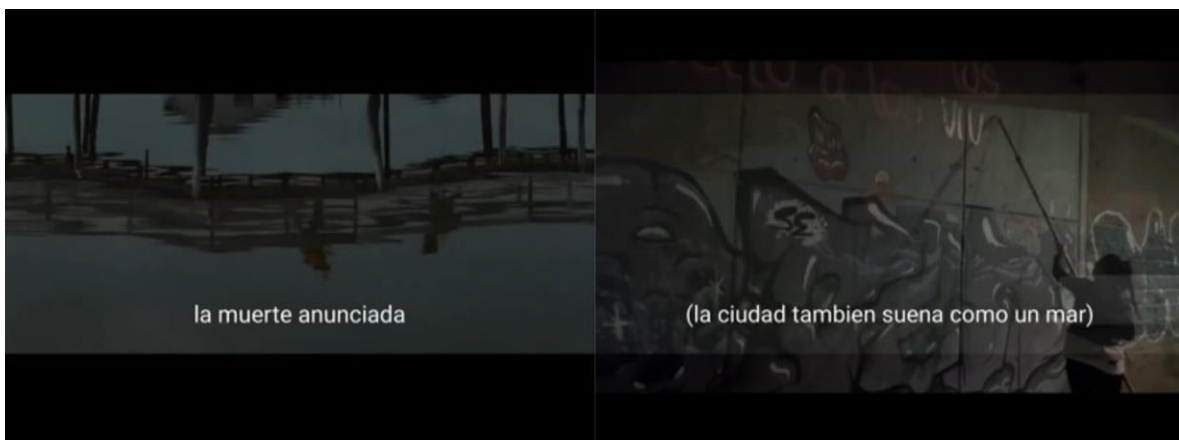 la muerte anunciada
(la ciudad tambien suena como un mar)